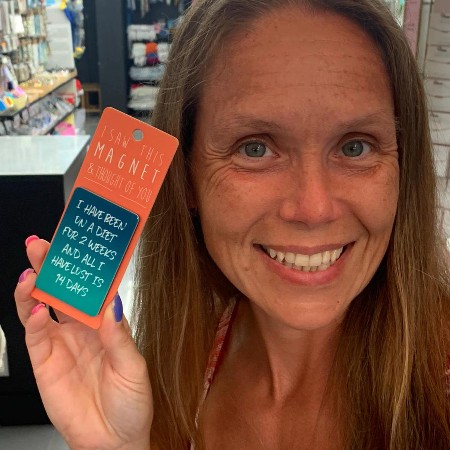 I SAW THIS
MAGNET
& THOUGHT OF YOU
I HAVE BEEN
ON A DIET
FOR 2 WEEKS
AND ALL I
HAVE LUST IS
14 DAYS